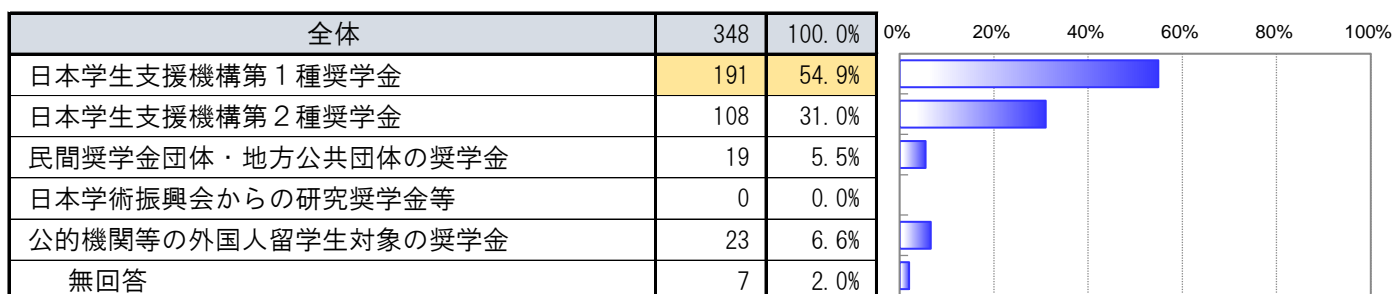 全体 348 100.0% 0% 20% 40% 60% 80% 100%
日本学生支援機構第１種奨学金 191 54.9%
日本学生支援機構第２種奨学金 108 31.0%
民間奨学金団体・地方公共団体の奨学金 19 5.5%
日本学術振興会からの研究奨学金等 0 0.0%
公的機関等の外国人留学生対象の奨学金 23 6.6%
無回答 7 2.0%